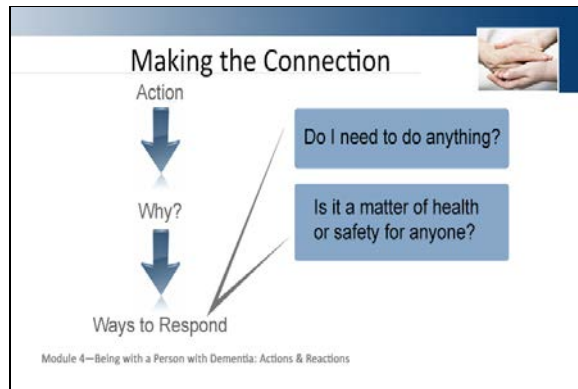 Making the Connection
Action
Why?
Ways to Respond
Do I need to do anything?
Is it a matter of health
or safety for anyone?
Module 4—Being with a Person with Dementia: Actions & Reactions